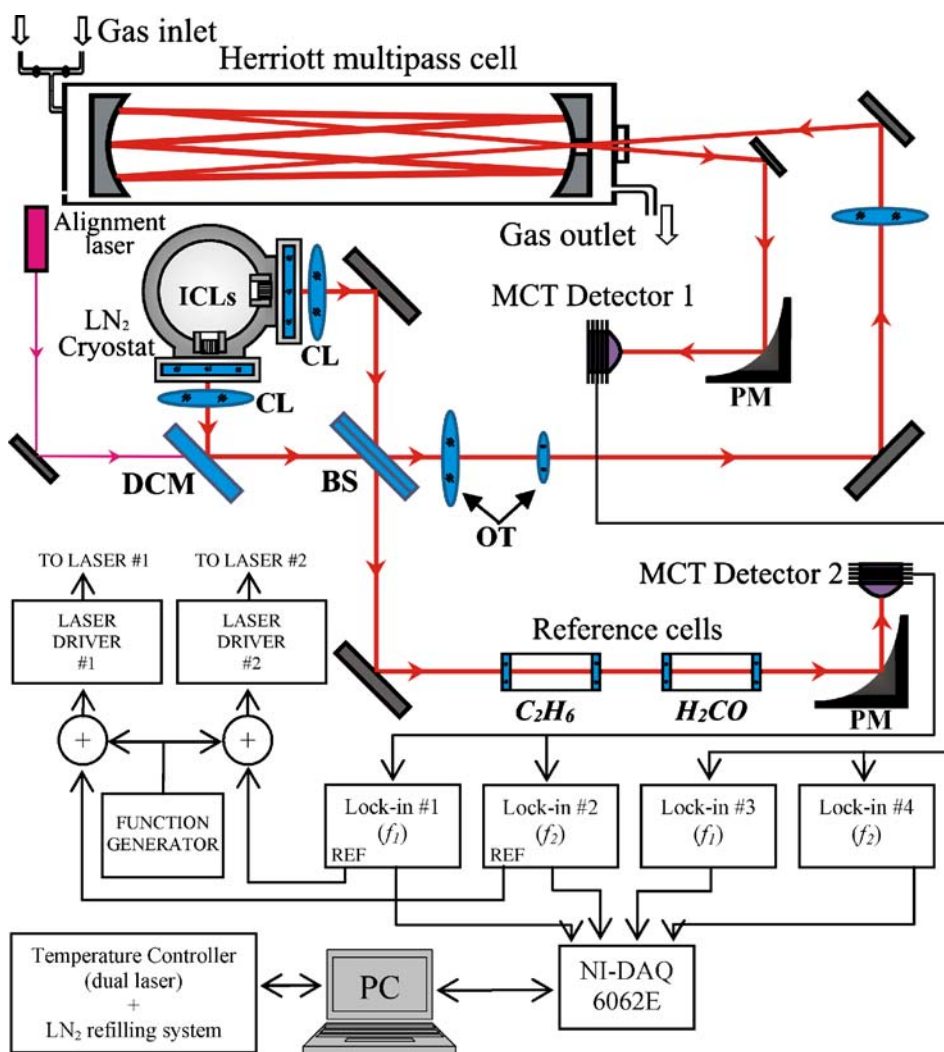 Gas inlet
Herriott multipass cell
Alignment
laser
Gas outlet
ICLs
MCT Detector 1
LN2
Cryostat
CL
PM
CL
DCM
BS
OT
TO LASER #1
TO LASER #2
MCT Detector 2
LASER
DRIVER
#1
LASER
DRIVER
#2
Reference cells
C2H6
H2CO
PM
+
+
FUNCTION
GENERATOR
Lock-in #1
(f1)
REF
Lock-in #2
(f2)
REF
Lock-in #3
(f1)
Lock-in #4
(f2)
Temperature Controller
(dual laser)
+
LN2 refilling system
PC
NI-DAQ
6062E